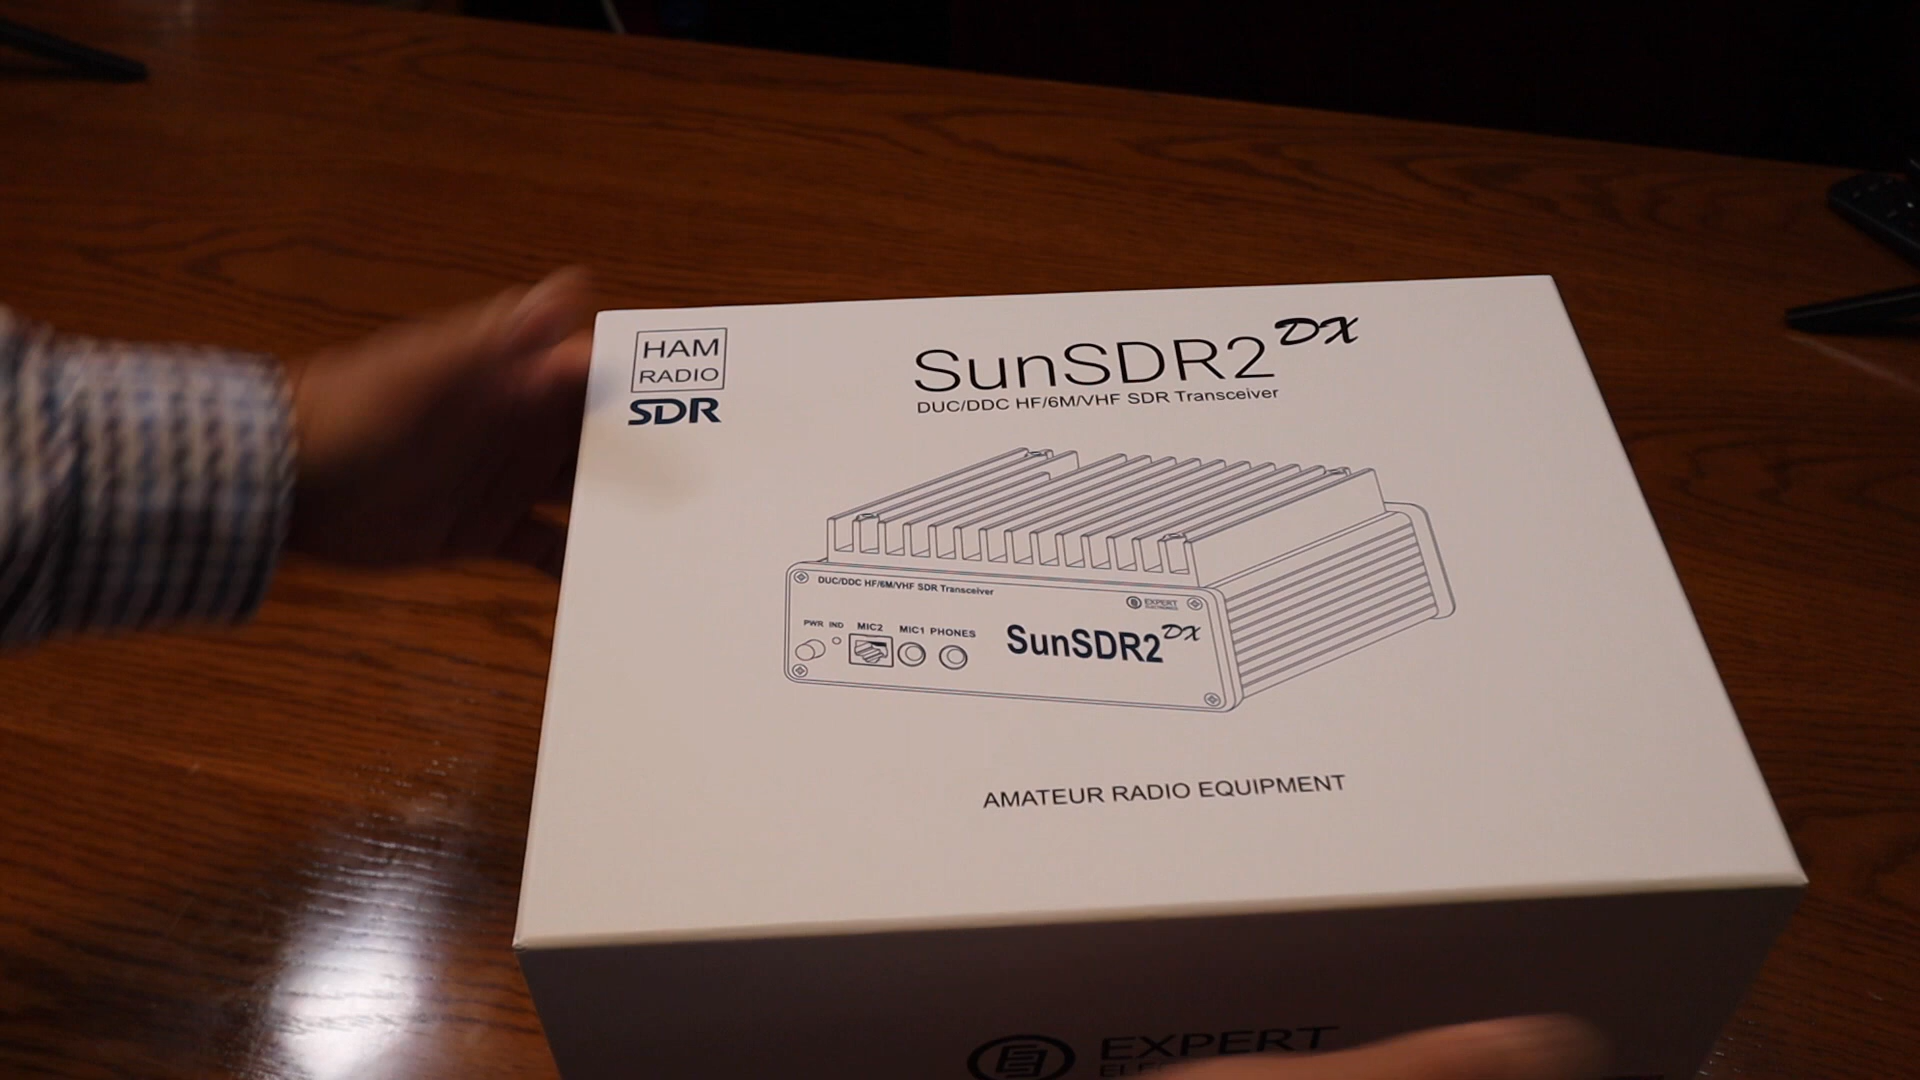 HAM
RADIO
SDR
SunSDR2 DX
DUC/DDC HF/6M/VHF SDR Transceiver
DUC/DDC HF/6M/VHF SDR Transceiver
EXPERT
ELECTRONICS
PWR IND MIC2 MIC1 PHONES
SunSDR2 DX
AMATEUR RADIO EQUIPMENT
EXPERT